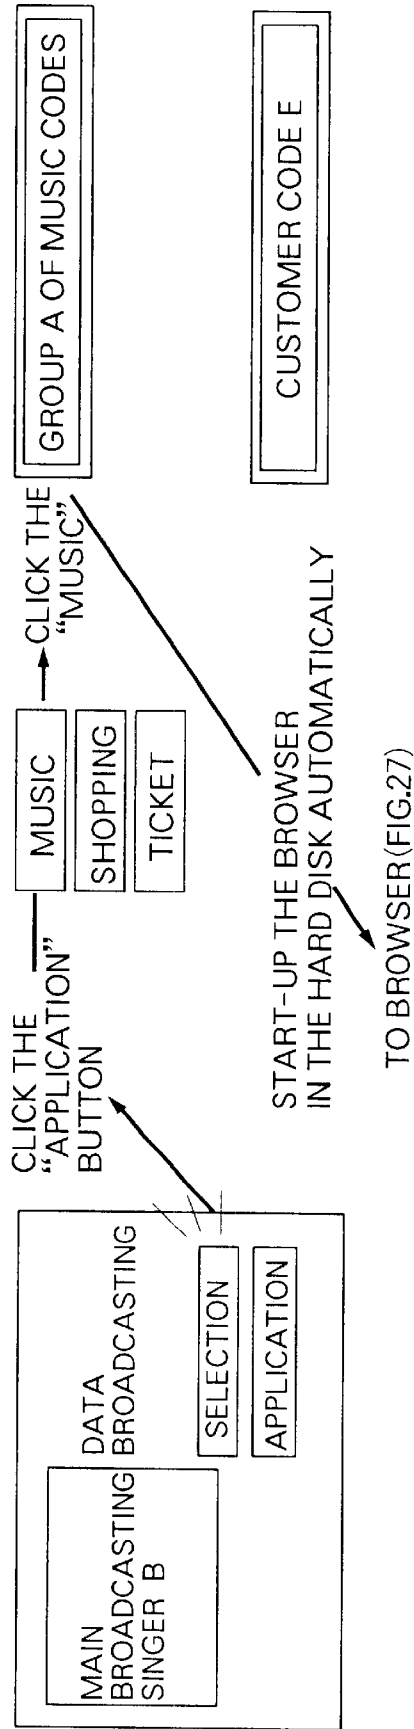 MAIN
BROADCASTING
SINGER B
DATA
BROADCASTING
SELECTION
APPLICATION
CLICK THE
“APPLICATION”
BUTTON
MUSIC
SHOPPING
TICKET
CLICK THE
“MUSIC”
GROUP A OF MUSIC CODES
START-UP THE BROWSER
IN THE HARD DISK AUTOMATICALLY
TO BROWSER(FIG.27)
CUSTOMER CODE E